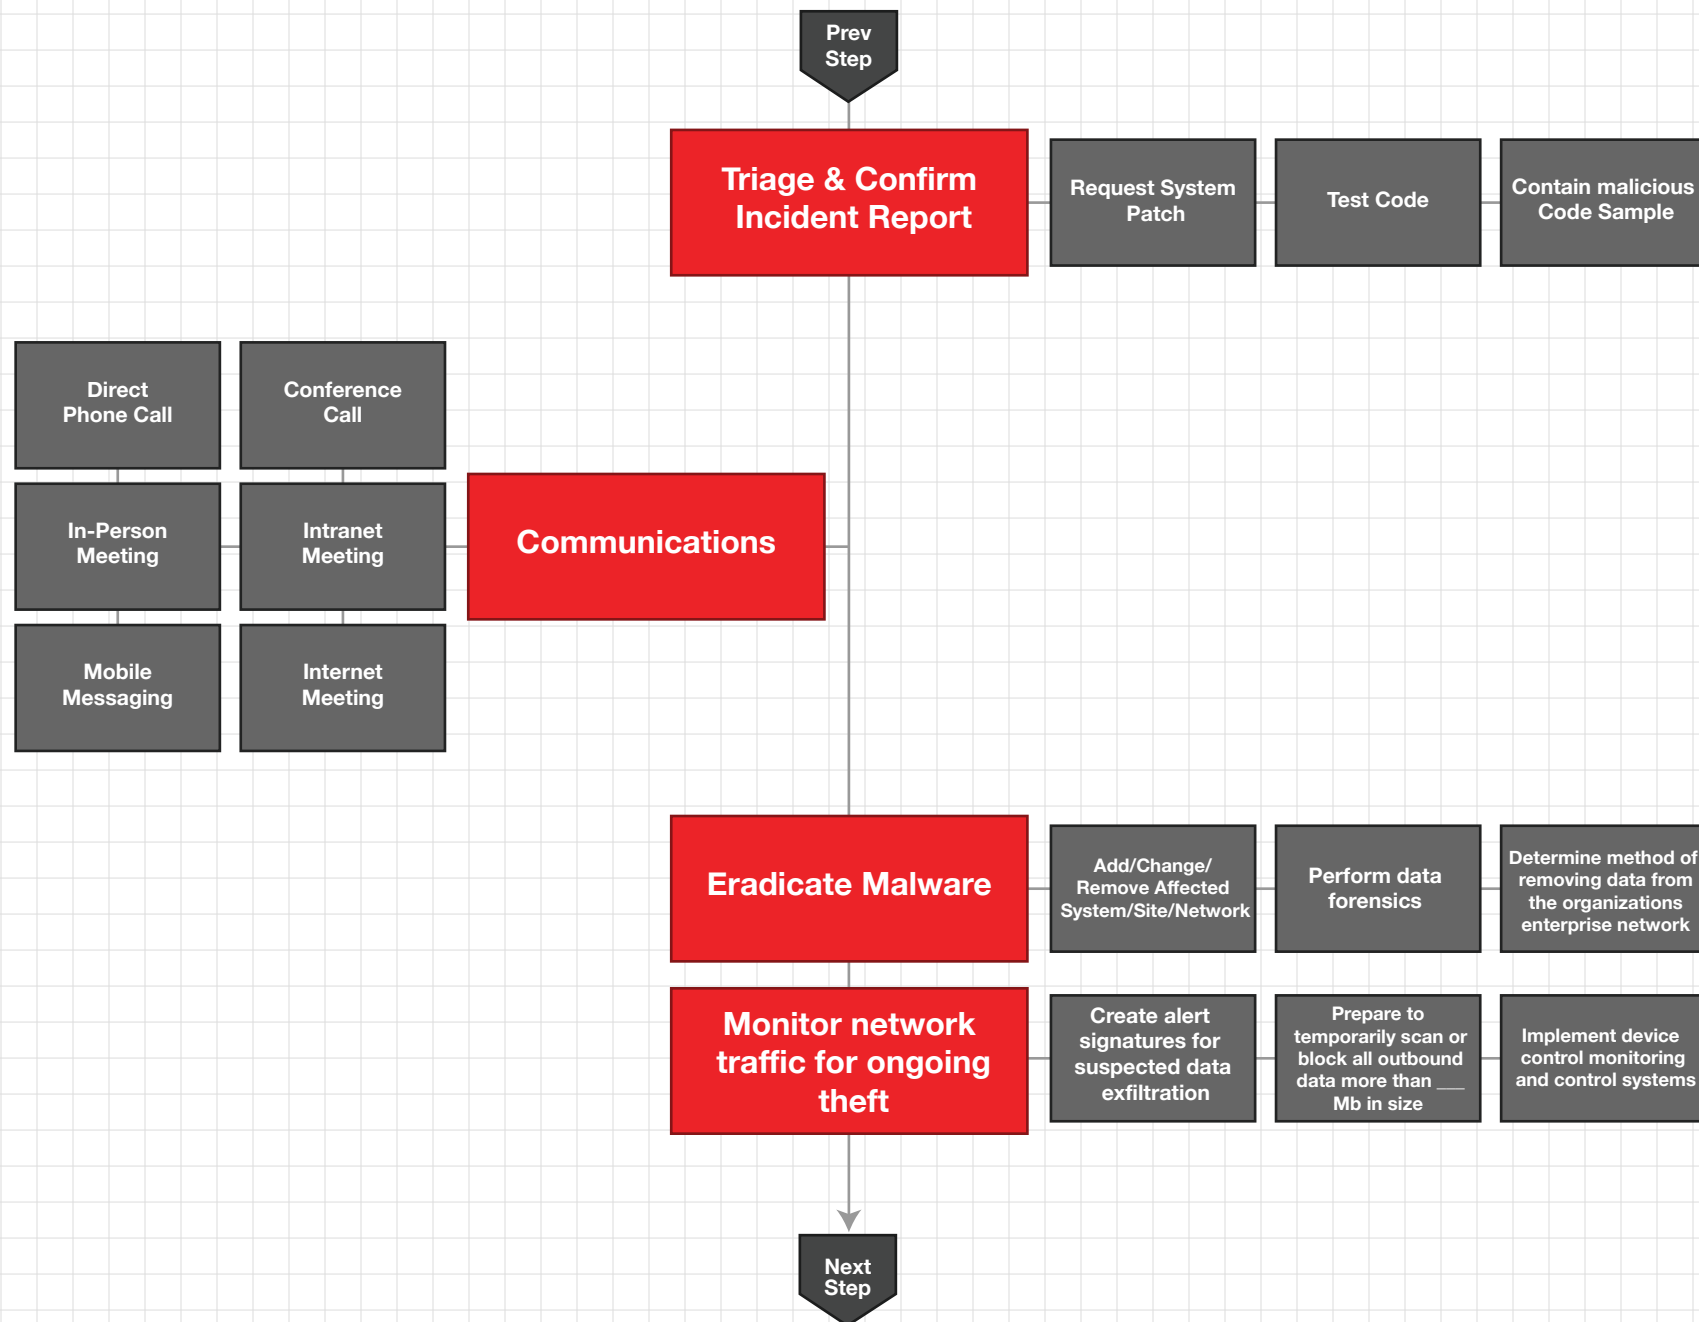 Prev
Step
Triage & Confirm
Incident Report
Request System
Patch
Test Code
Contain malicious
Code Sample
Direct
Phone Call
Conference
Call
In-Person
Meeting
Intranet
Meeting
Communications
Mobile
Messaging
Internet
Meeting
Eradicate Malware
Add/Change/
Remove Affected
System/Site/Network
Perform data
forensics
Determine method of
removing data from
the organizations
enterprise network
Monitor network
traffic for ongoing
theft
Create alert
signatures for
suspected data
exfiltration
Prepare to
temporarily scan or
block all outbound
data more than ___
Mb in size
Implement device
control monitoring
and control systems
Next
Step